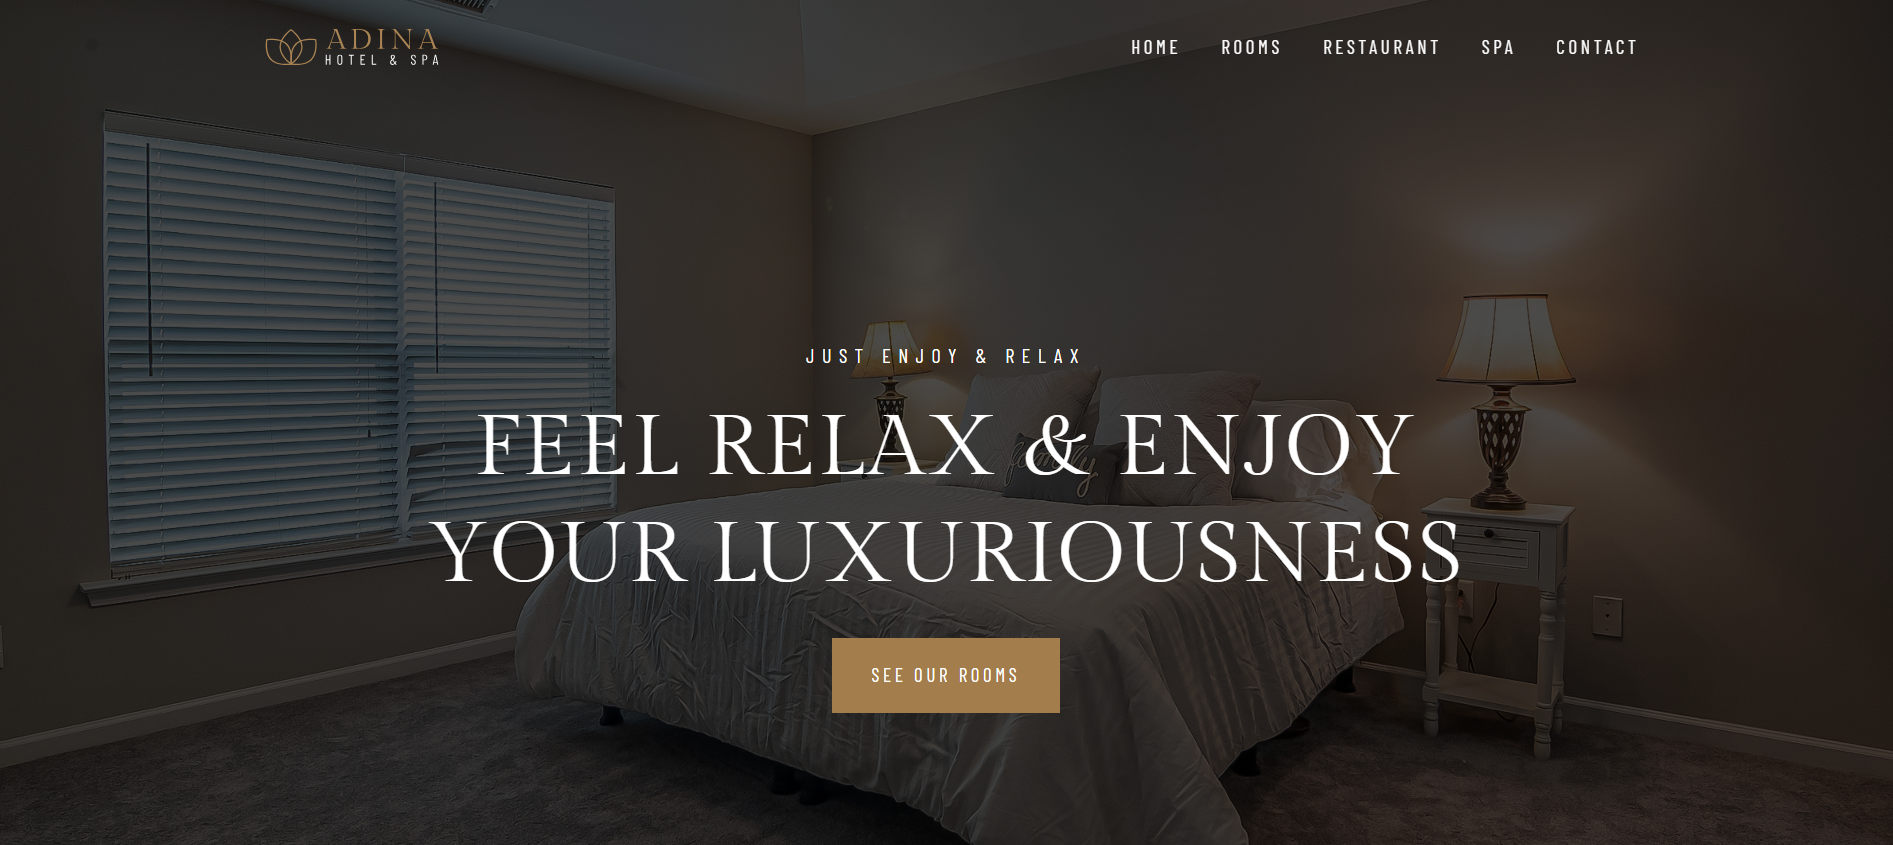 ADINA
HOTEL & SPA
HOME ROOMS RESTAURANT SPA CONTACT
JUST ENJOY & RELAX
FEEL RELAX & ENJOY
family
YOUR LUXURIOUSNESS
SEE OUR ROOMS